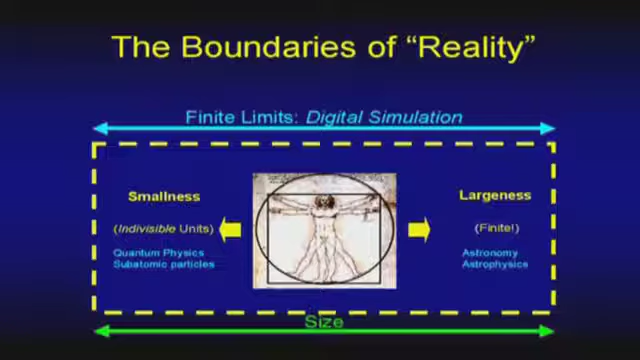 The Boundaries of “Reality”
Finite Limits: Digital Simulation
Smallness
(Indivisible Units)
Quantum Physics
Subatomic particles
Largeness
(Finite!)
Astronomy
Astrophysics
Size